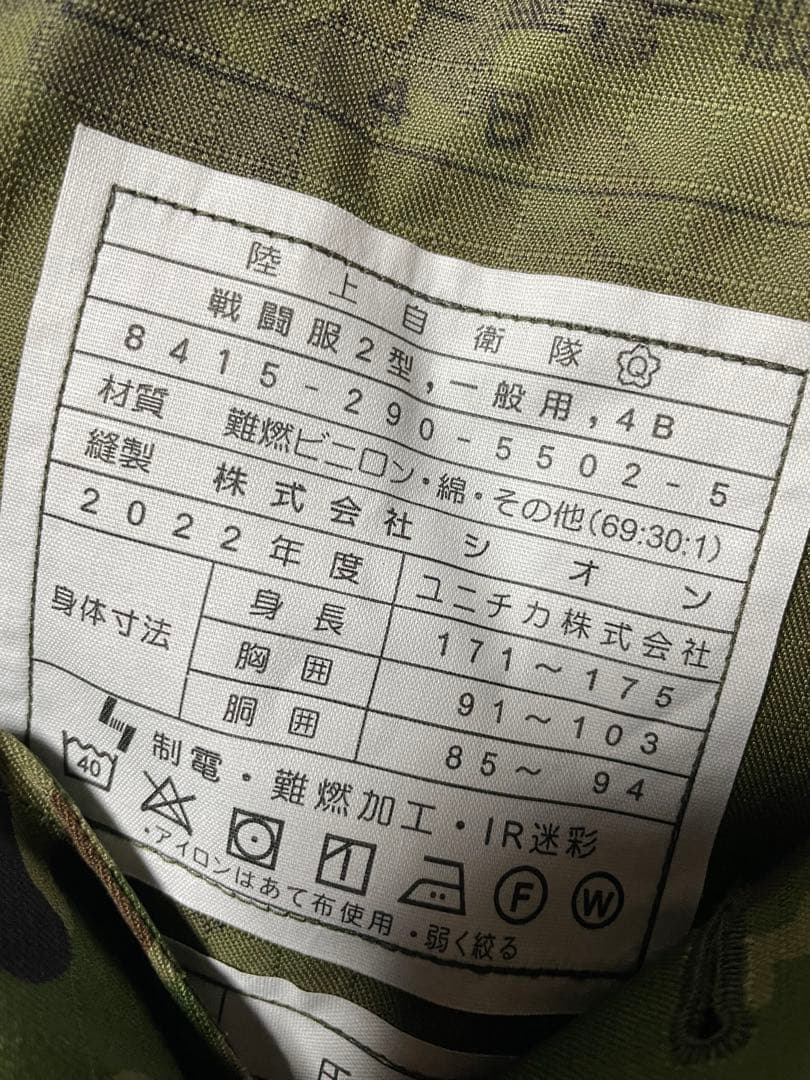 4 B
陸上自衛隊 Q
戦闘服2型,一般用,4B
8415-290-5502-5
材質 難燃ビニロン・綿・その他(69:30:1)
縫製 株式会社シオン
2022年度 ユニチカ株式会社
身体寸法
身長 171~175
胸囲 91~103
胴囲 85~ 94
制電・難燃加工・IR迷彩
40 F W
・アイロンはあて布使用・弱く絞る